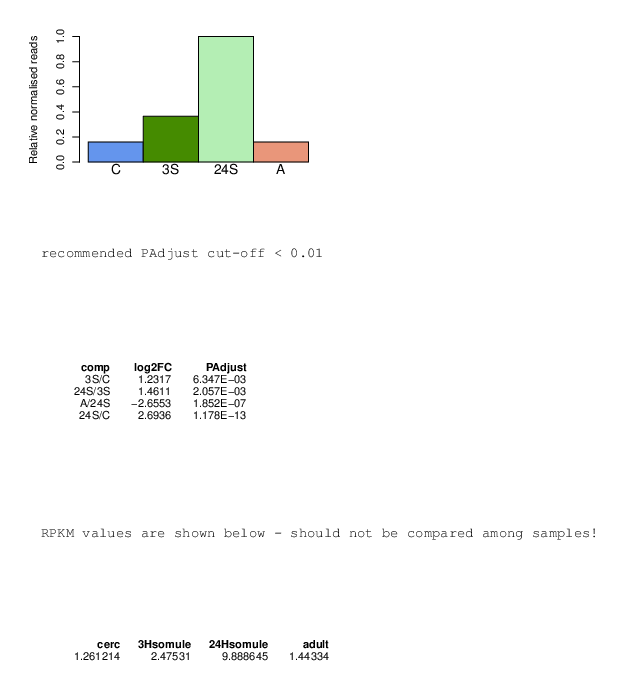 Relative normalised reads
1.0
0.8
0.6
0.4
0.2
0.0
C 3S 24S A
recommended PAdjust cut-off < 0.01
comp log2FC PAdjust
3S/C 1.2317 6.347E−03
24S/3S 1.4611 2.057E−03
A/24S −2.6553 1.852E−07
24S/C 2.6936 1.178E−13
RPKM values are shown below - should not be compared among samples!
cerc 3Hsomule 24Hsomule adult
1.261214 2.47531 9.888645 1.44334